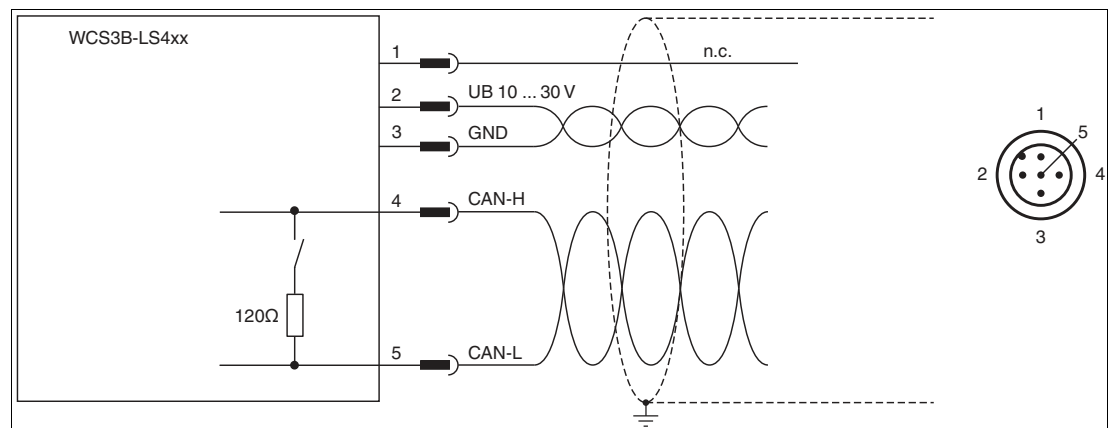 WCS3B-LS4xx
1
n.c.
2
UB 10 ... 30 V
3
GND
4
CAN-H
120Ω
5
CAN-L
1
5
2
4
3